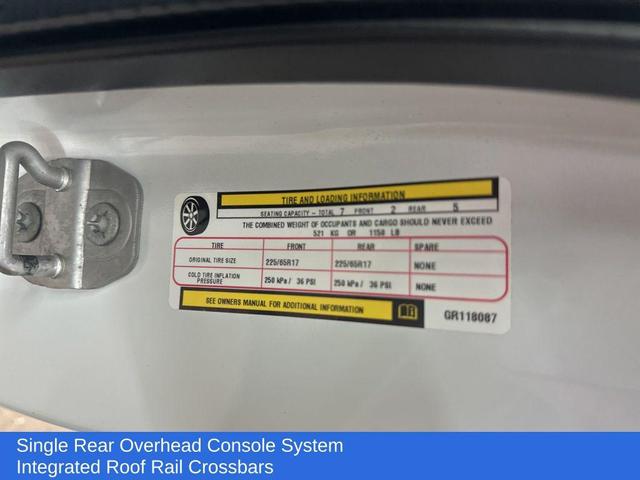 TIRE AND LOADING INFORMATION
SEATING CAPACITY - TOTAL 7 FRONT 2 REAR 5
THE COMBINED WEIGHT OF OCCUPANTS AND CARGO SHOULD NEVER EXCEED
521 KG OR 1150 LB
TIRE FRONT REAR SPARE
ORIGINAL TIRE SIZE 225/65R17 225/65R17 NONE
COLD TIRE INFLATION PRESSURE 250 kPa / 36 PSI 250 kPa / 36 PSI NONE
SEE OWNERS MANUAL FOR ADDITIONAL INFORMATION
GR118087
Single Rear Overhead Console System
Integrated Roof Rail Crossbars